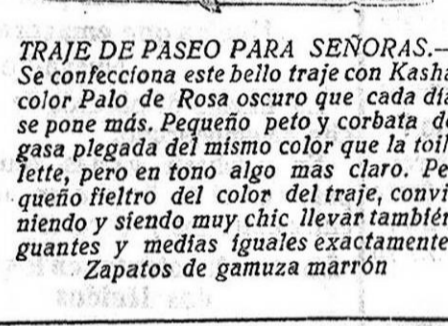 TRAJE DE PASEO PARA SEÑORAS.—
Se confecciona este bello traje con Kasha
color Palo de Rosa oscuro que cada día
se pone más. Pequeño peto y corbata de
gasa plegada del mismo color que la toil
lette, pero en tono algo mas claro. Pe
queño fieltro del color del traje, convi
niendo y siendo muy chic llevar también
guantes y medias iguales exactamente
Zapatos de gamuza marrón